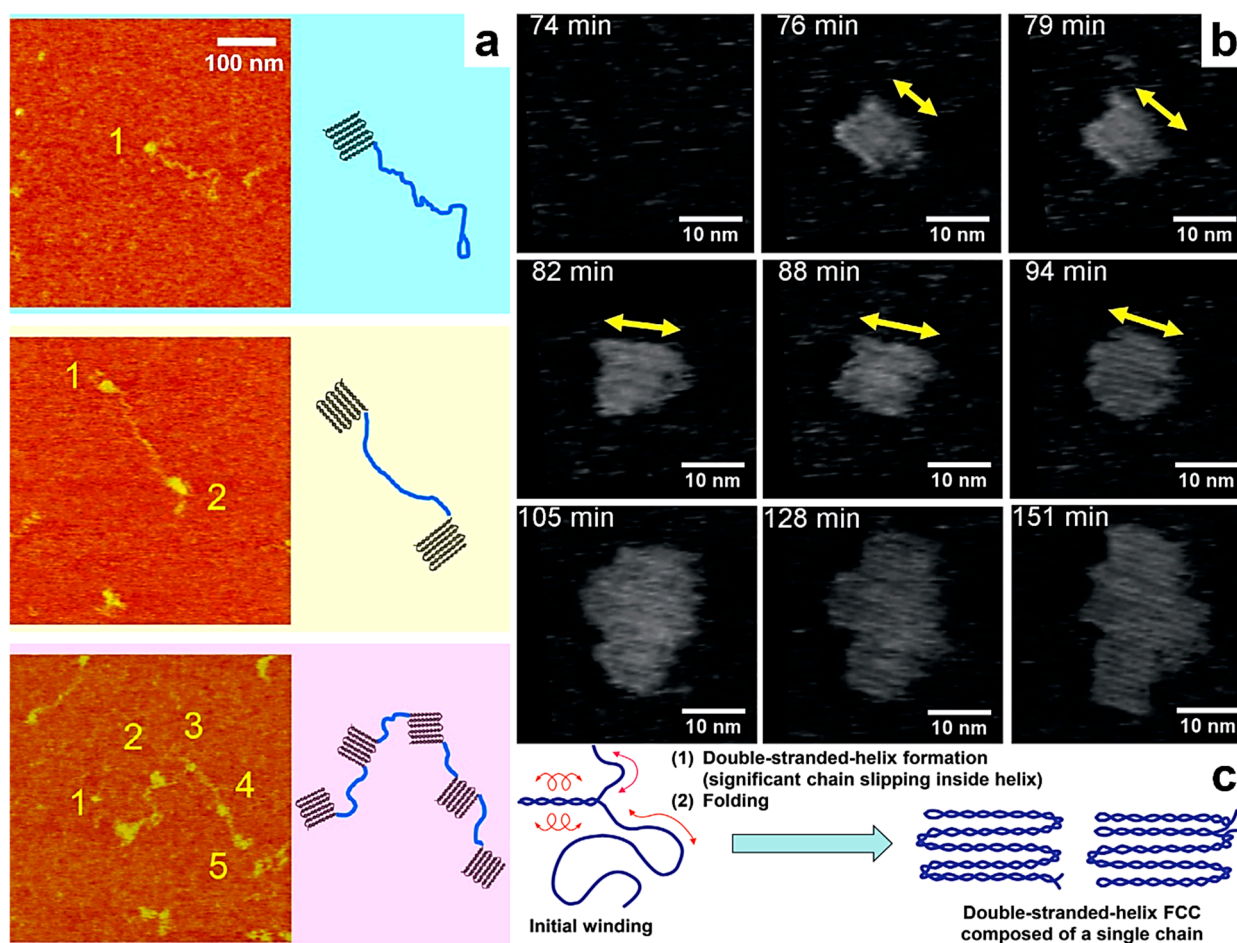 a
100 nm
1
1
2
1
2
3
4
5
b
74 min
10 nm
76 min
10 nm
79 min
10 nm
82 min
10 nm
88 min
10 nm
94 min
10 nm
105 min
10 nm
128 min
10 nm
151 min
10 nm
c
(1) Double-stranded-helix formation
(significant chain slipping inside helix)
(2) Folding
Initial winding
Double-stranded-helix FCC
composed of a single chain